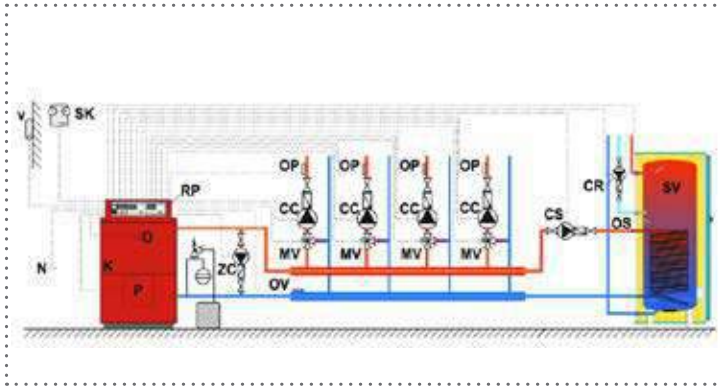 V
SK
OP OP OP OP
RP
CR
SV
CC CC CC CC
CS
OS
O
MV MV MV MV
N
K
ZC
P
OV